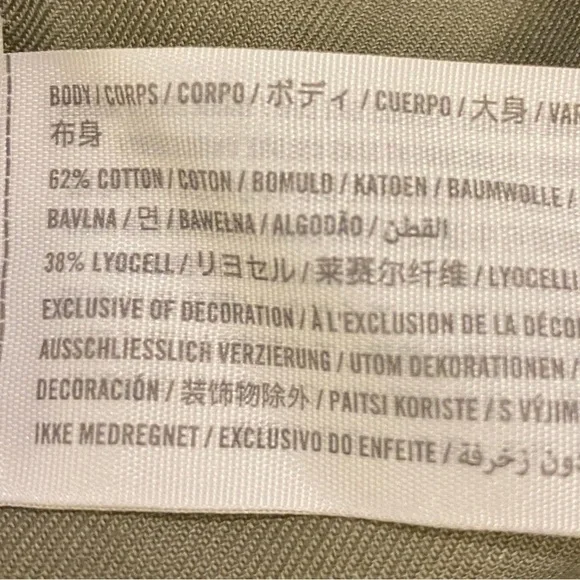 BODY / CORPS / CORPO / ボディ / CUERPO / 大身 / VAR
布身
62% COTTON / COTON / BOMULD / KATOEN / BAUMWOLLE /
BAVLNA / 면 / BAWEŁNA / ALGODÃO / القطن
38% LYOCELL / リヨセル / 莱赛尔纤维 / LYOCELL
EXCLUSIVE OF DECORATION / À L'EXCLUSION DE LA DÉCO
AUSSCHLIESSLICH VERZIERUNG / UTOM DEKORATIONEN /
DECORACIÓN / 装饰物除外 / PAITSI KORISTE / S VÝJIM
IKKE MEDREGNET / EXCLUSIVO DO ENFEITE / دون زخرفة